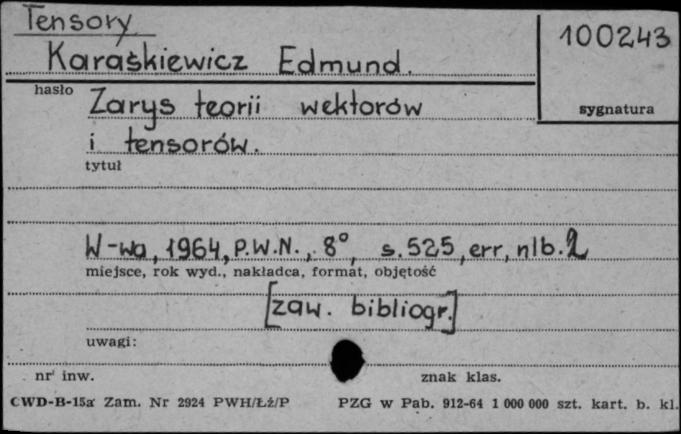 Tensory
100243
Karaśkiewicz Edmund.
hasło
Zarys teorii wektorów
sygnatura
i tensorów.
tytuł
W-wa, 1964, P.W.N., 8°, s. 525, err, nlb. 2
miejsce, rok wyd., nakładca, format, objętość
[zaw. bibliogr.]
uwagi:
nr inw.
znak klas.
CWD-B-15a Zam. Nr 2924 PWH/Łź/P PZG w Pab. 912-64 1 000 000 szt. kart. b. kl.